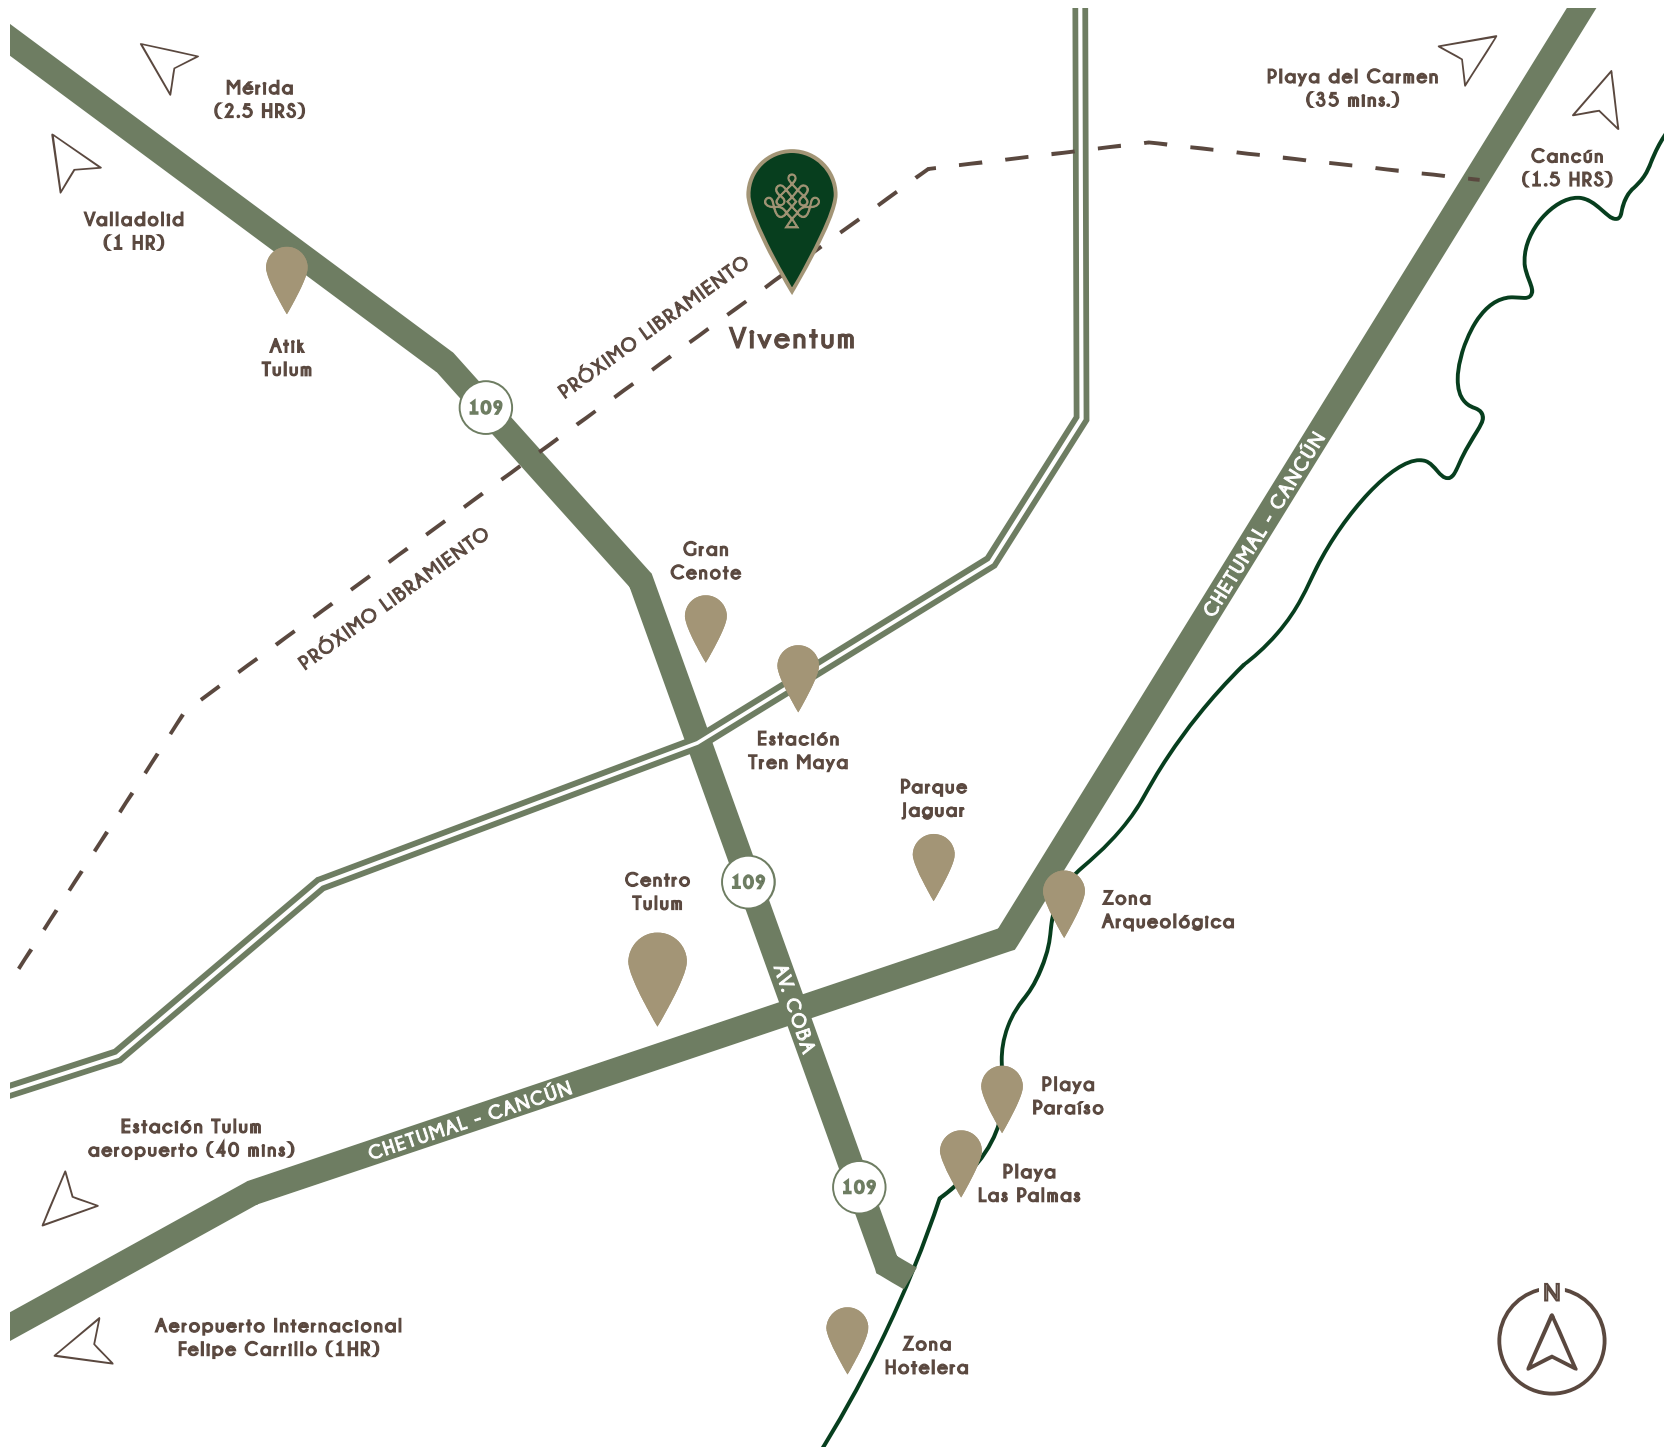 Mérida
(2.5 HRS)
Playa del Carmen
(35 mins.)
Cancún
(1.5 HRS)
Valladolid
(1 HR)
PRÓXIMO LIBRAMIENTO
Viventum
Atik
Tulum
109
CHETUMAL - CANCÚN
PRÓXIMO LIBRAMIENTO
Gran
Cenote
Estación
Tren Maya
Parque
Jaguar
Centro
Tulum
109
Zona
Arqueológica
AV. COBA
CHETUMAL - CANCÚN
Playa
Paraíso
Estación Tulum
aeropuerto (40 mins)
Playa
Las Palmas
109
Aeropuerto Internacional
Felipe Carrillo (1HR)
Zona
Hotelera
N